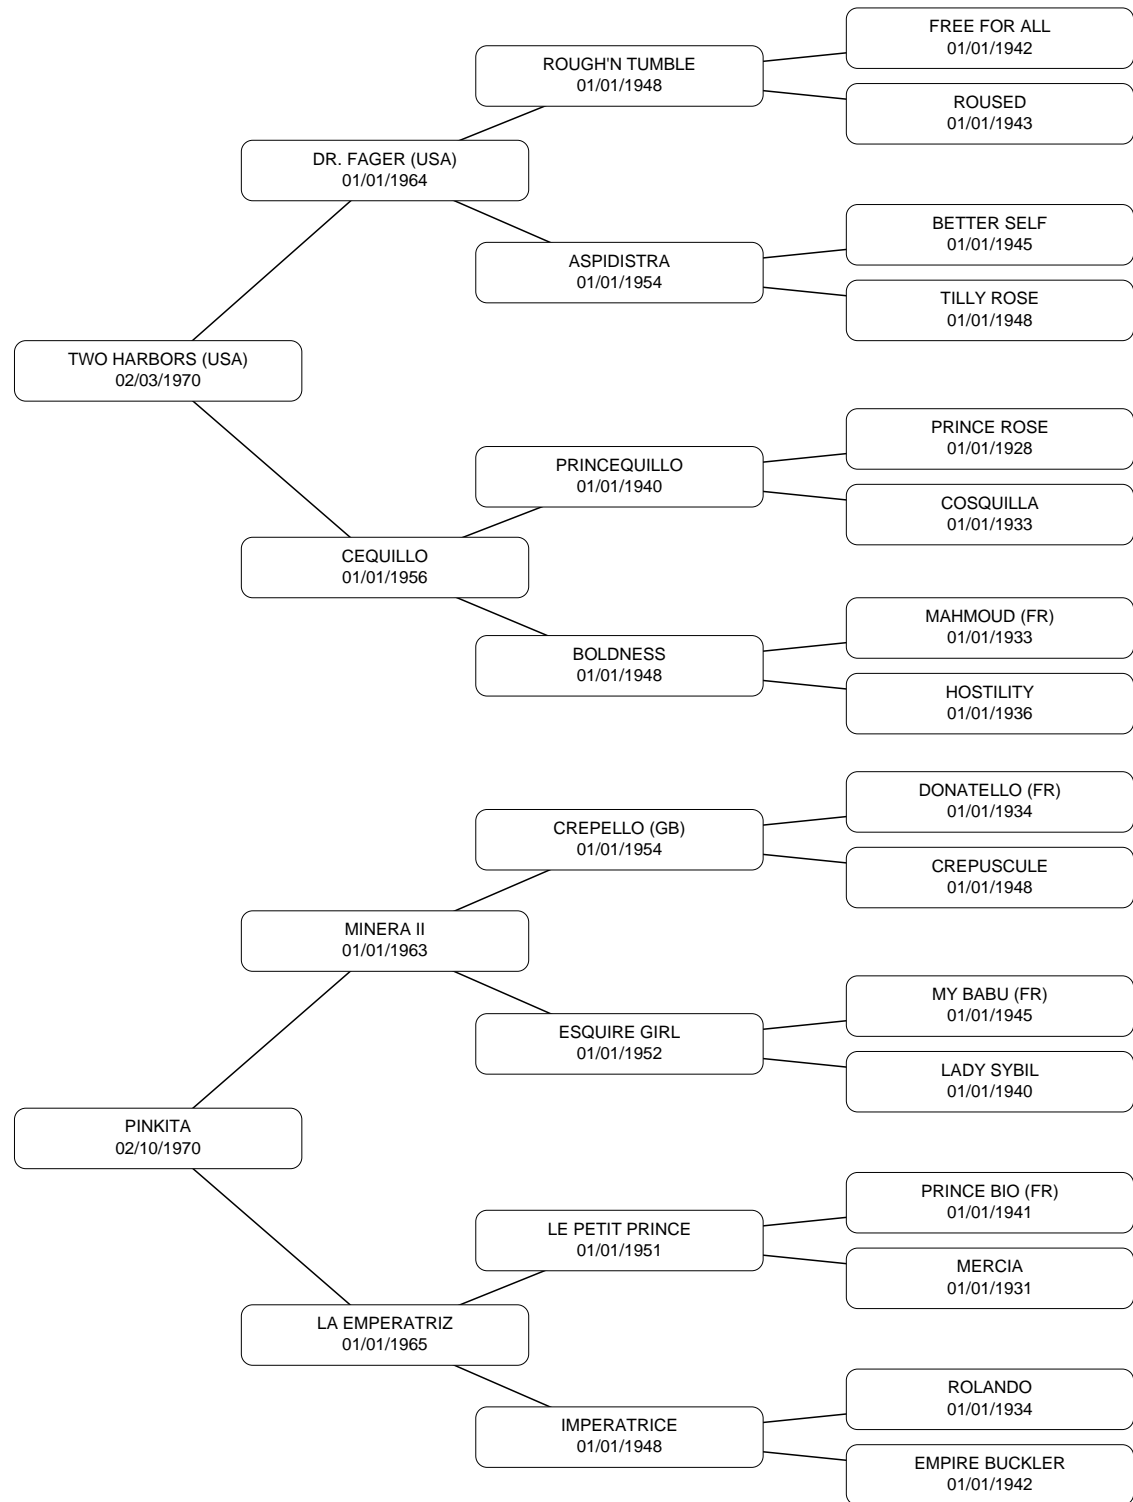 FREE FOR ALL
01/01/1942
ROUGH'N TUMBLE
01/01/1948
ROUSED
01/01/1943
DR. FAGER (USA)
01/01/1964
BETTER SELF
01/01/1945
ASPIDISTRA
01/01/1954
TILLY ROSE
01/01/1948
TWO HARBORS (USA)
02/03/1970
PRINCE ROSE
01/01/1928
PRINCEQUILLO
01/01/1940
COSQUILLA
01/01/1933
CEQUILLO
01/01/1956
MAHMOUD (FR)
01/01/1933
BOLDNESS
01/01/1948
HOSTILITY
01/01/1936
DONATELLO (FR)
01/01/1934
CREPELLO (GB)
01/01/1954
CREPUSCULE
01/01/1948
MINERA II
01/01/1963
MY BABU (FR)
01/01/1945
ESQUIRE GIRL
01/01/1952
LADY SYBIL
01/01/1940
PINKITA
02/10/1970
PRINCE BIO (FR)
01/01/1941
LE PETIT PRINCE
01/01/1951
MERCIA
01/01/1931
LA EMPERATRIZ
01/01/1965
ROLANDO
01/01/1934
IMPERATRICE
01/01/1948
EMPIRE BUCKLER
01/01/1942